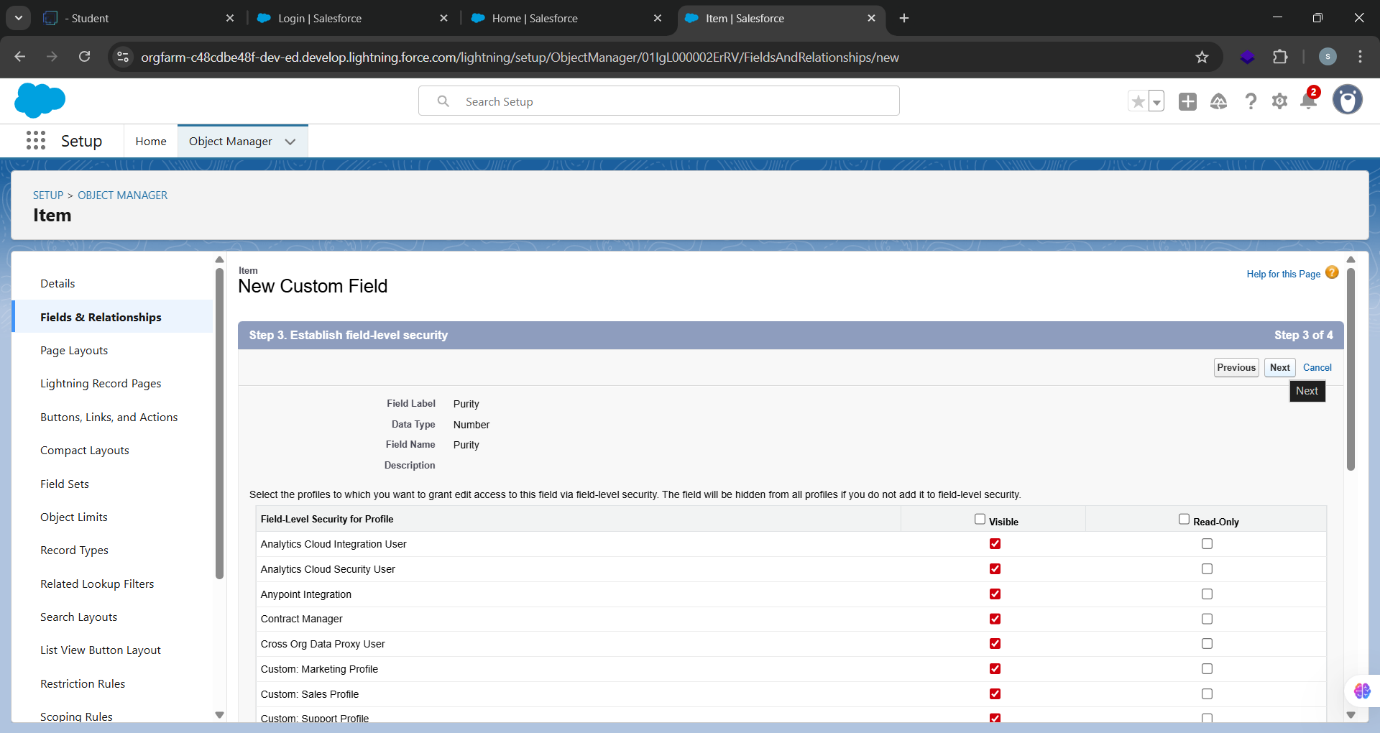 - Student
Login | Salesforce
Home | Salesforce
Item | Salesforce
orgfarm-c48cdbe48f-dev-ed.develop.lightning.force.com/lightning/setup/ObjectManager/01IgL000002ErRV/FieldsAndRelationships/new
S
Search Setup
2
Setup
Home
Object Manager
SETUP > OBJECT MANAGER
Item
Details
Fields & Relationships
Page Layouts
Lightning Record Pages
Buttons, Links, and Actions
Compact Layouts
Field Sets
Object Limits
Record Types
Related Lookup Filters
Search Layouts
List View Button Layout
Restriction Rules
Scoping Rules
Item
New Custom Field
Help for this Page ?
Step 3. Establish field-level security
Step 3 of 4
Previous Next Cancel
Next
Field Label Purity
Data Type Number
Field Name Purity
Description
Select the profiles to which you want to grant edit access to this field via field-level security. The field will be hidden from all profiles if you do not add it to field-level security.
Field-Level Security for Profile Visible Read-Only
Analytics Cloud Integration User
Analytics Cloud Security User
Anypoint Integration
Contract Manager
Cross Org Data Proxy User
Custom: Marketing Profile
Custom: Sales Profile
Custom: Support Profile